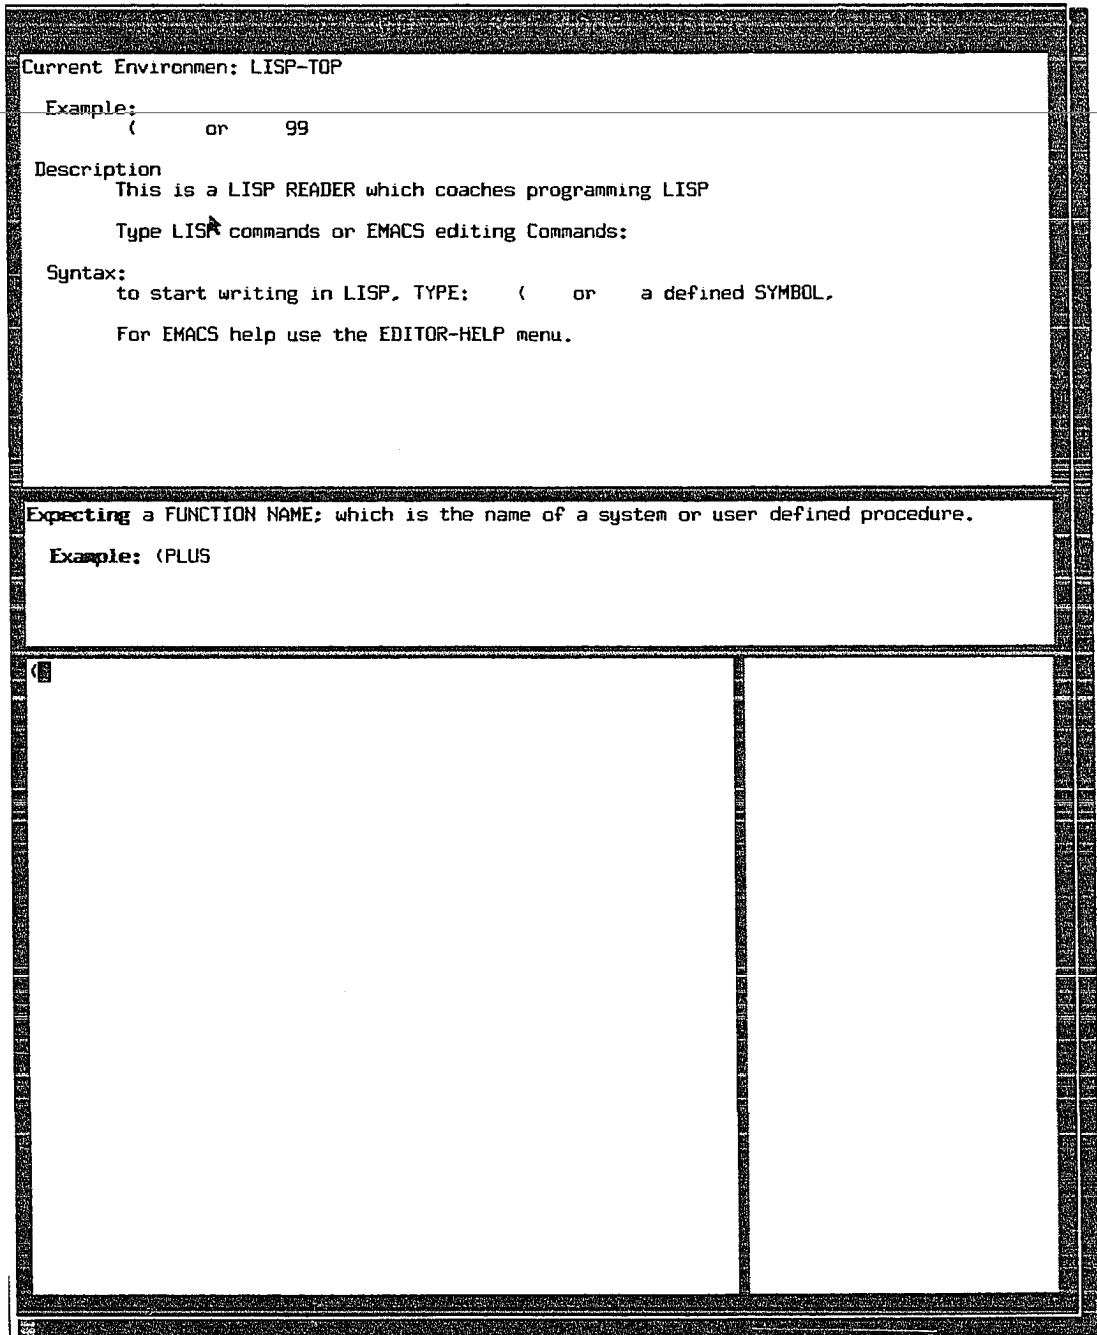 Current Environmen: LISP-TOP
Example:
( or 99
Description
This is a LISP READER which coaches programming LISP
Type LISP commands or EMACS editing Commands:
Syntax:
to start writing in LISP, TYPE: ( or a defined SYMBOL,
For EMACS help use the EDITOR-HELP menu.
Expecting a FUNCTION NAME; which is the name of a system or user defined procedure.
Example: (PLUS
(